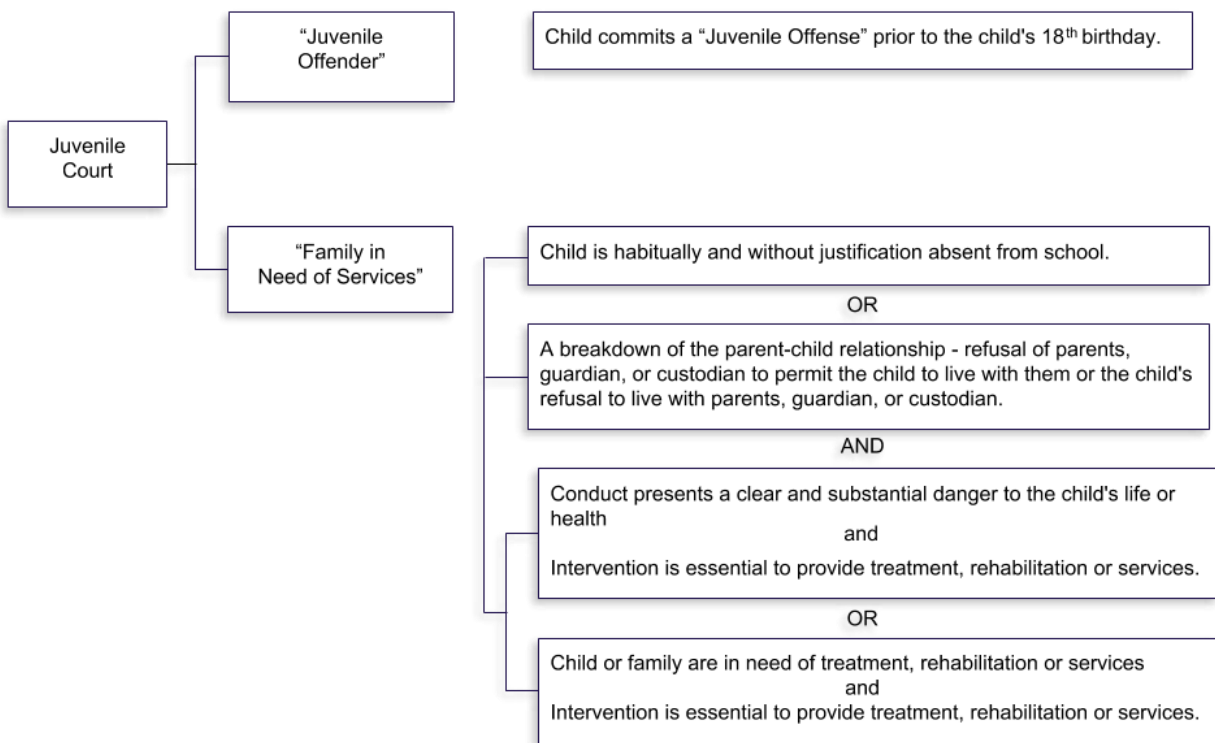 “Juvenile
Offender”
Child commits a “Juvenile Offense” prior to the child's 18th birthday.
Juvenile
Court
“Family in
Need of Services”
Child is habitually and without justification absent from school.
OR
A breakdown of the parent-child relationship - refusal of parents,
guardian, or custodian to permit the child to live with them or the child's
refusal to live with parents, guardian, or custodian.
AND
Conduct presents a clear and substantial danger to the child's life or
health
and
Intervention is essential to provide treatment, rehabilitation or services.
OR
Child or family are in need of treatment, rehabilitation or services
and
Intervention is essential to provide treatment, rehabilitation or services.